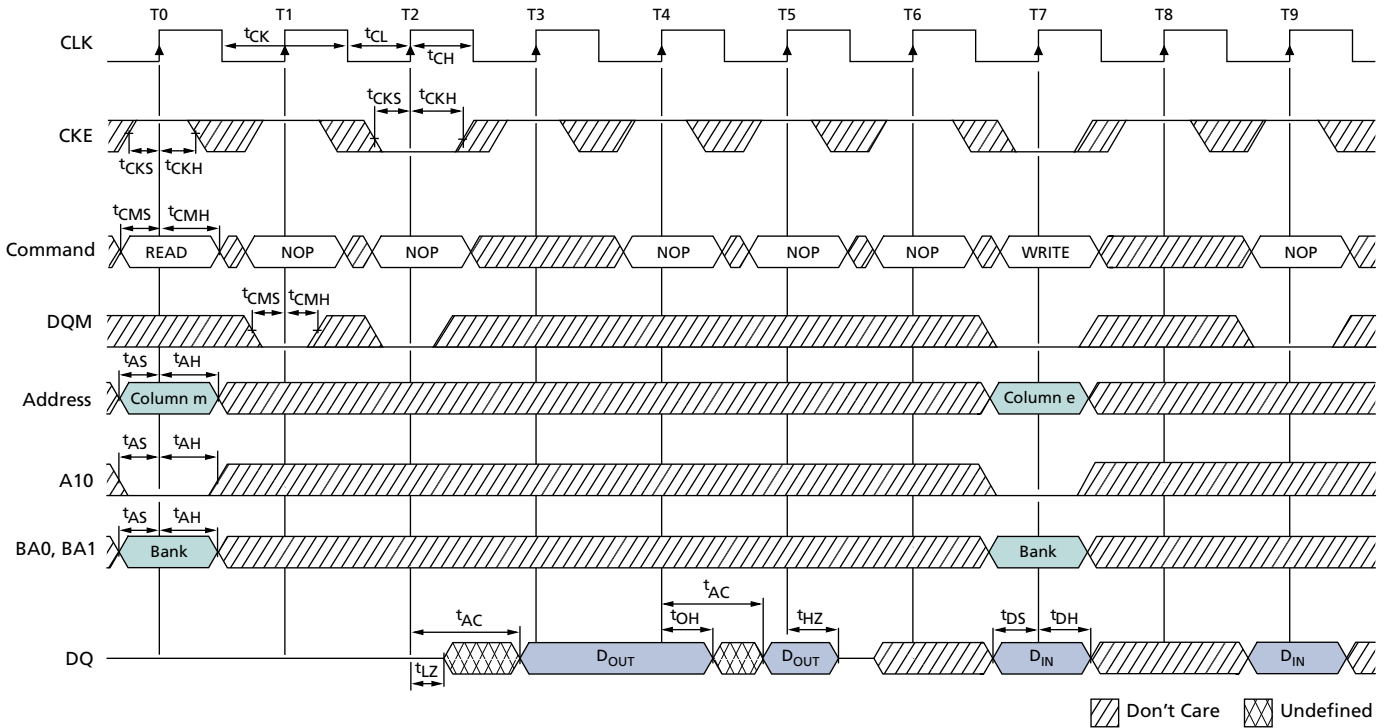 T0 T1 T2 T3 T4 T5 T6 T7 T8 T9
CLK
tCK tCL
tCH
tCKS tCKH
CKE
tCKS tCKH
tCMS tCMH
Command READ NOP NOP NOP NOP NOP WRITE NOP
tCMS tCMH
DQM
tAS tAH
Address Column m Column e
tAS tAH
A10
tAS tAH
BA0, BA1 Bank Bank
tAC tAC tOH tHZ tDS tDH
DQ DOUT DOUT DIN DIN
tLZ
Don't Care Undefined